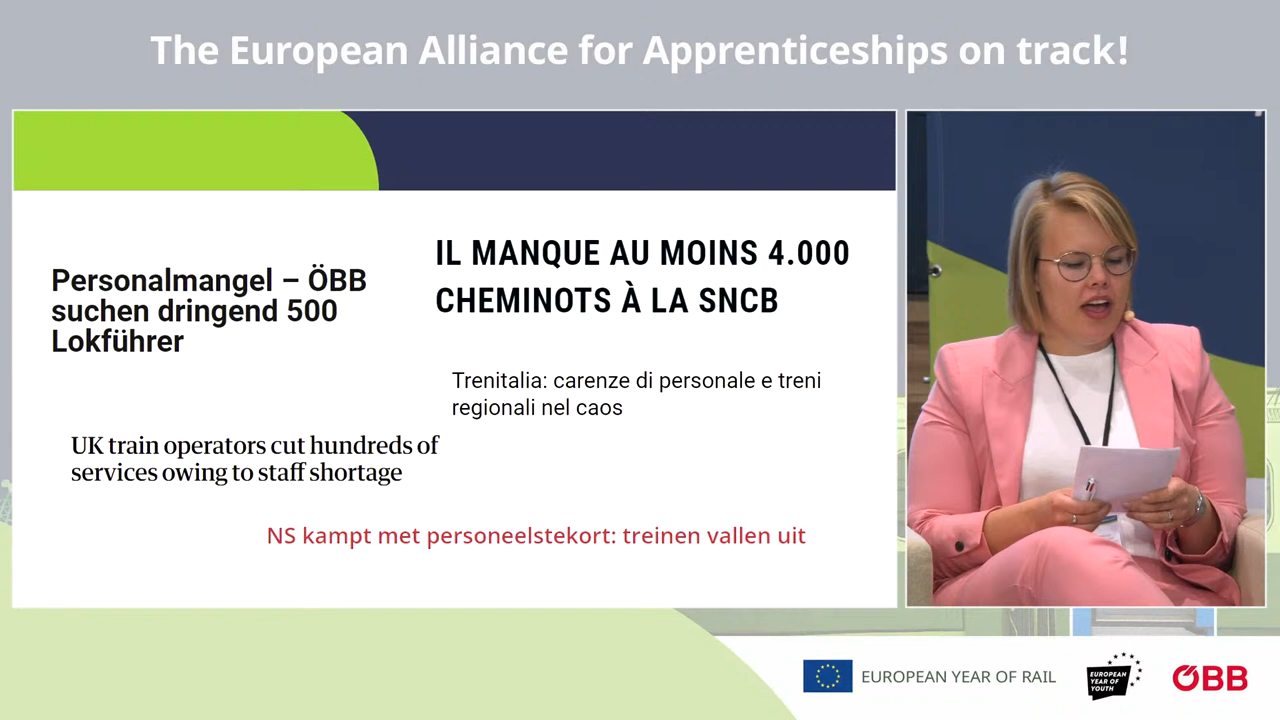 The European Alliance for Apprenticeships on track!
Personalmangel – ÖBB
suchen dringend 500
Lokführer
IL MANQUE AU MOINS 4.000
CHEMINOTS À LA SNCB
Trenitalia: carenze di personale e treni
regionali nel caos
UK train operators cut hundreds of
services owing to staff shortage
NS kampt met personeelstekort: treinen vallen uit
EUROPEAN YEAR OF RAIL
EUROPEAN
YEAR OF
YOUTH
ÖBB